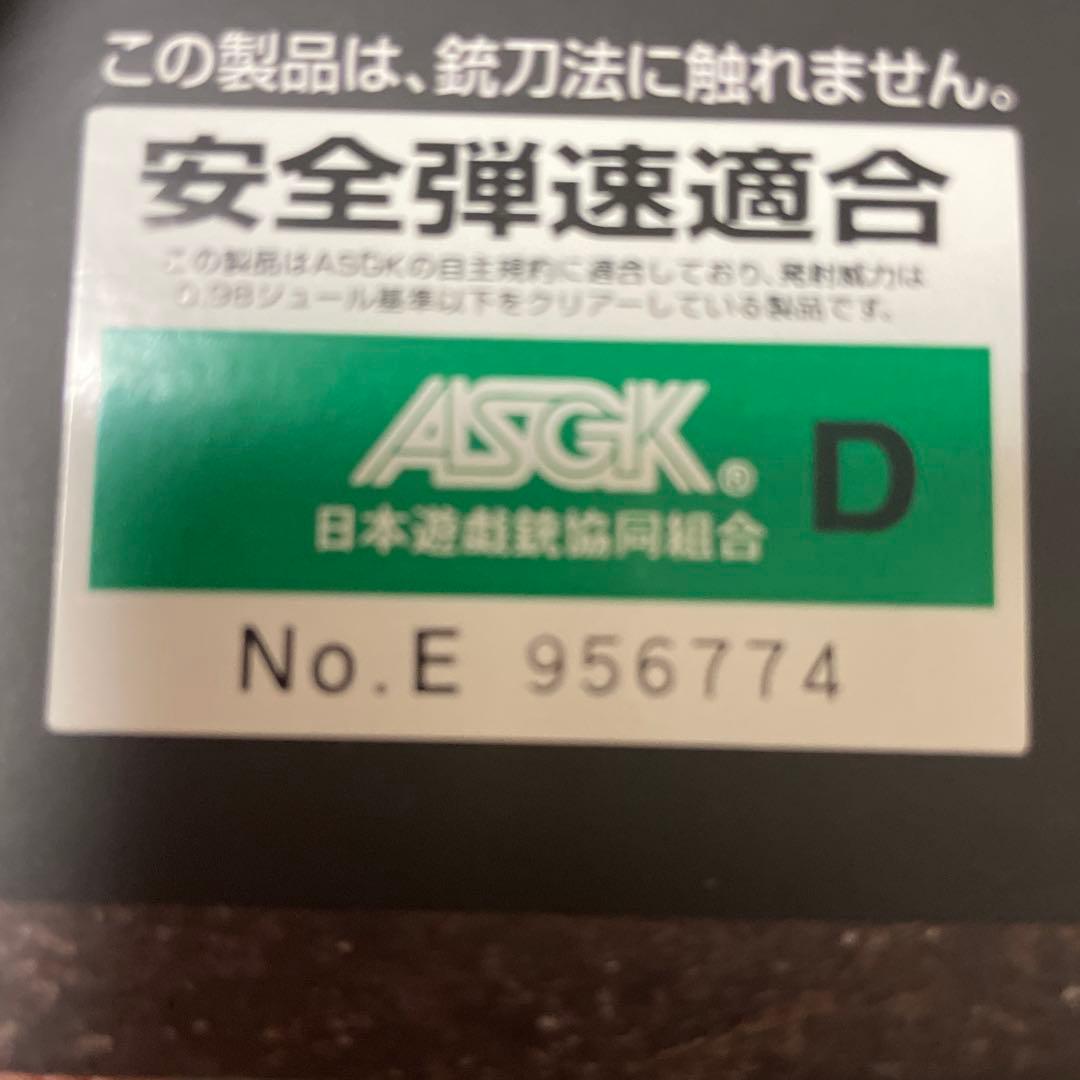 この製品は、銃刀法に触れません。
安全弾速適合
この製品はASGKの自主規約に適合しており、発射威力は
0.98ジュール基準以下をクリアーしている製品です。
ASGK®
D
日本遊戯銃協同組合
No.E 956774